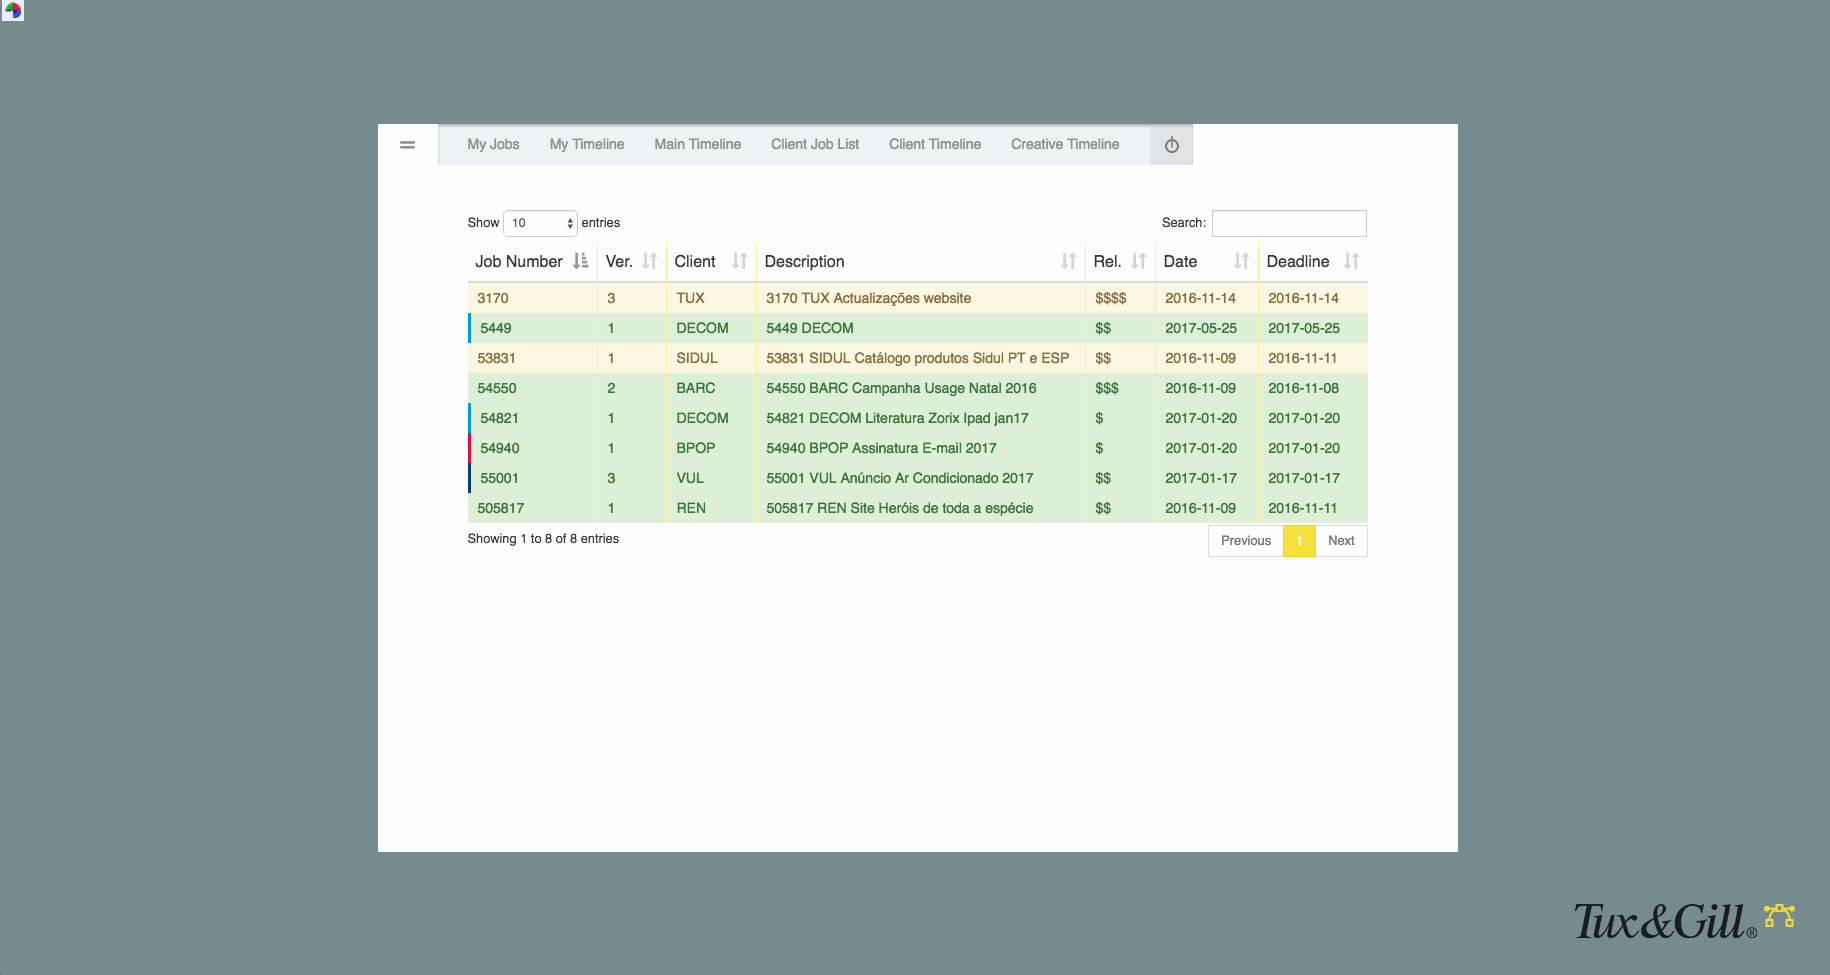 My Jobs My Timeline Main Timeline Client Job List Client Timeline Creative Timeline
Show 10 entries Search:
Job Number Ver. Client Description Rel. Date Deadline
3170 3 TUX 3170 TUX Actualizações website $$$$ 2016-11-14 2016-11-14
5449 1 DECOM 5449 DECOM $$ 2017-05-25 2017-05-25
53831 1 SIDUL 53831 SIDUL Catálogo produtos Sidul PT e ESP $$ 2016-11-09 2016-11-11
54550 2 BARC 54550 BARC Campanha Usage Natal 2016 $$$ 2016-11-09 2016-11-08
54821 1 DECOM 54821 DECOM Literatura Zorix Ipad jan17 $ 2017-01-20 2017-01-20
54940 1 BPOP 54940 BPOP Assinatura E-mail 2017 $ 2017-01-20 2017-01-20
55001 3 VUL 55001 VUL Anúncio Ar Condicionado 2017 $$ 2017-01-17 2017-01-17
505817 1 REN 505817 REN Site Heróis de toda a espécie $$ 2016-11-09 2016-11-11
Showing 1 to 8 of 8 entries Previous 1 Next
Tux&Gill®